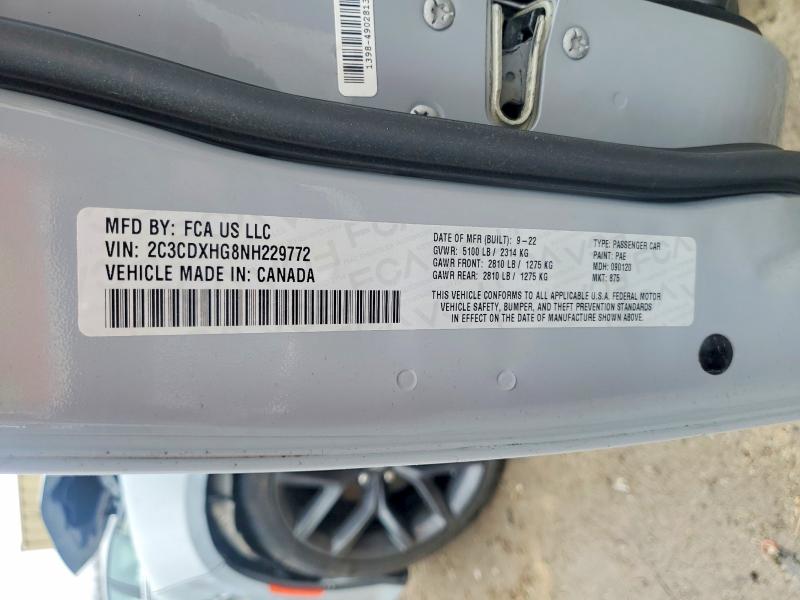 1398-4902813
MFD BY: FCA US LLC
VIN: 2C3CDXHG8NH229772
VEHICLE MADE IN: CANADA
DATE OF MFR (BUILT): 9-22
GVWR: 5100 LB / 2314 KG
GAWR FRONT: 2810 LB / 1275 KG
GAWR REAR: 2810 LB / 1275 KG
TYPE: PASSENGER CAR
PAINT: PAE
MDH: 090120
MKT: 875
THIS VEHICLE CONFORMS TO ALL APPLICABLE U.S.A. FEDERAL MOTOR
VEHICLE SAFETY, BUMPER, AND THEFT PREVENTION STANDARDS
IN EFFECT ON THE DATE OF MANUFACTURE SHOWN ABOVE.